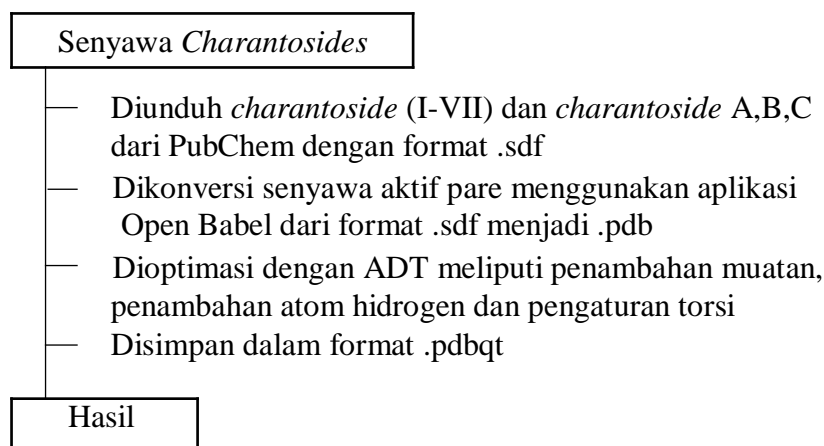 Senyawa Charantosides
Diunduh charantoside (I-VII) dan charantoside A,B,C
dari PubChem dengan format .sdf
Dikonversi senyawa aktif pare menggunakan aplikasi
Open Babel dari format .sdf menjadi .pdb
Dioptimasi dengan ADT meliputi penambahan muatan,
penambahan atom hidrogen dan pengaturan torsi
Disimpan dalam format .pdbqt
Hasil